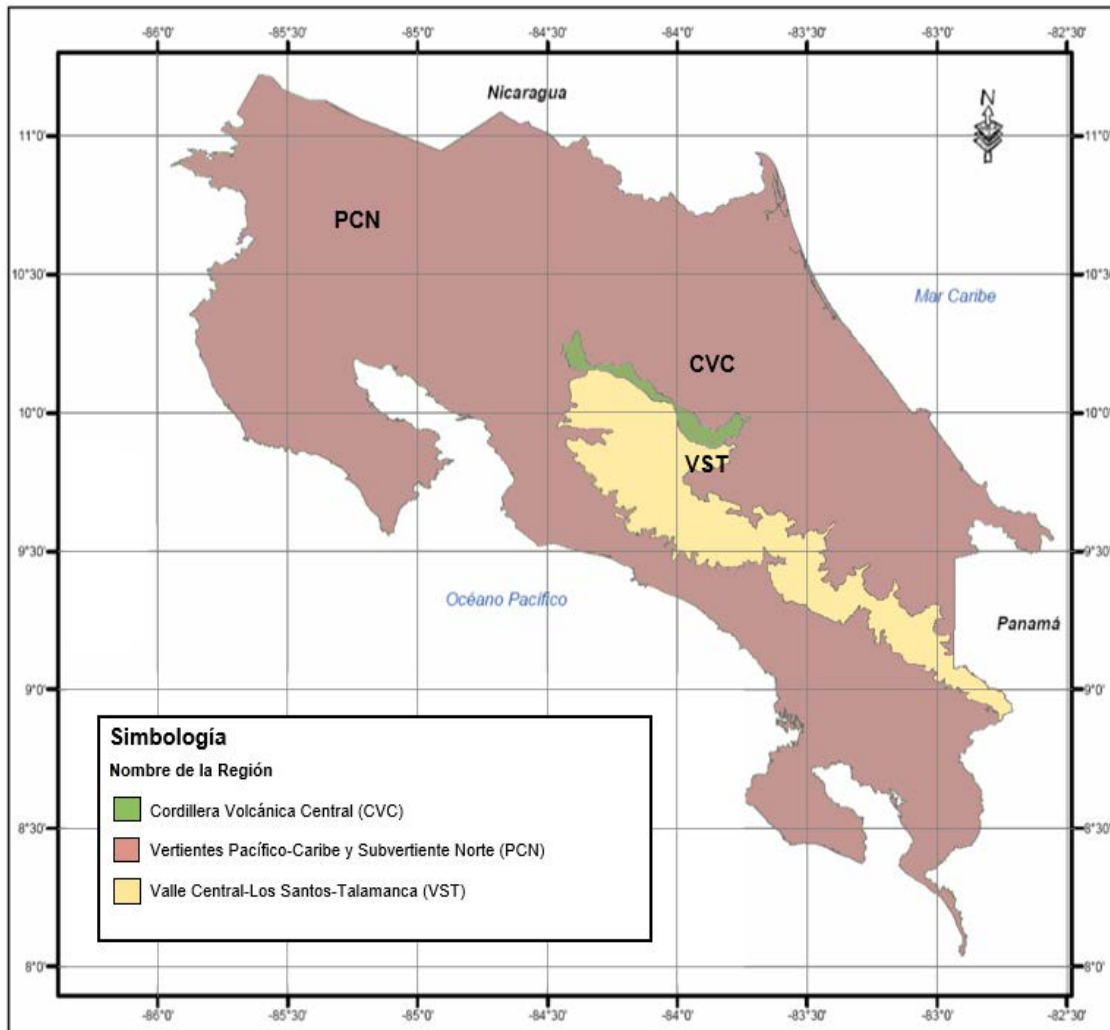 -86°0' -85°30' -85°0' -84°30' -84°0' -83°30' -83°0' -82°30'
Nicaragua
N
11°0' 11°0'
PCN
10°30' 10°30'
Mar Caribe
CVC
10°0' 10°0'
VST
9°30' 9°30'
Océano Pacífico
Panamá
9°0' 9°0'
Simbología
Nombre de la Región
Cordillera Volcánica Central (CVC)
8°30' 8°30'
Vertientes Pacífico-Caribe y Subvertiente Norte (PCN)
Valle Central-Los Santos-Talamanca (VST)
8°0' 8°0'
-86°0' -85°30' -85°0' -84°30' -84°0' -83°30' -83°0' -82°30'